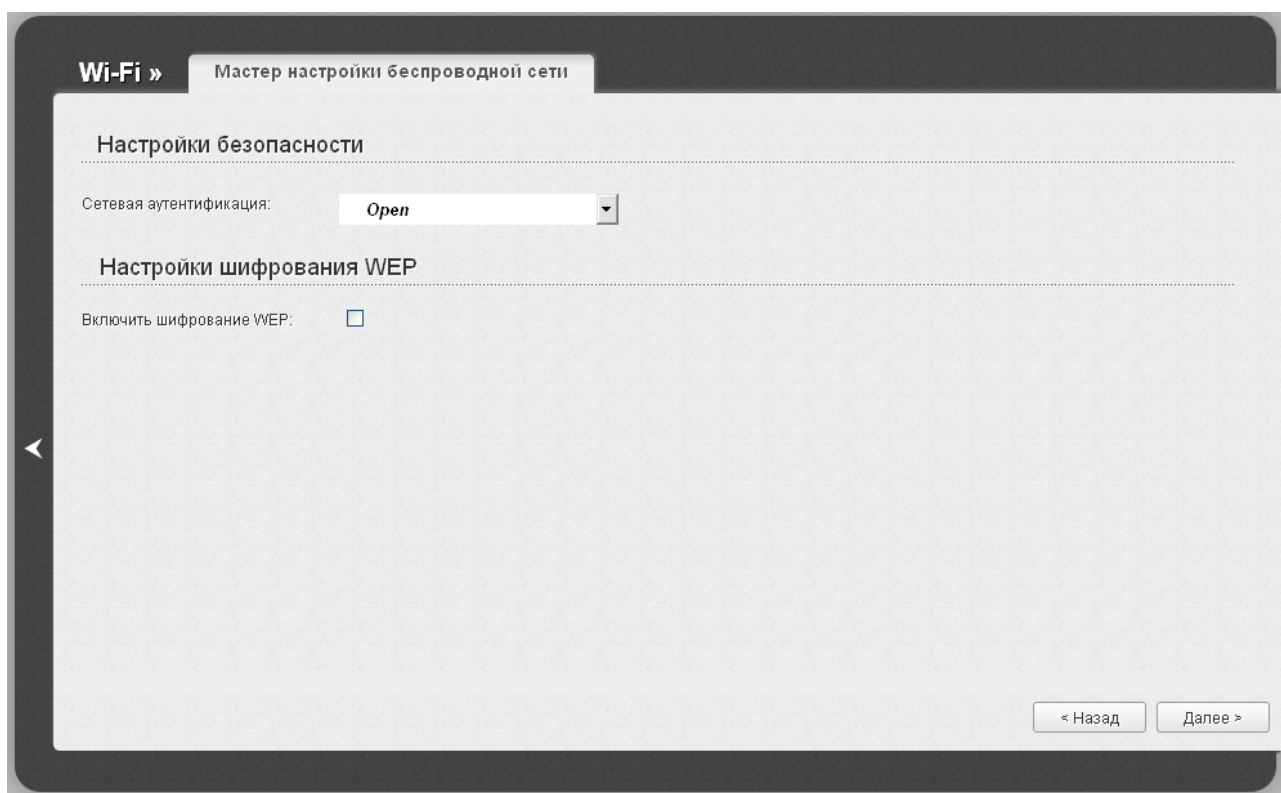 Wi-Fi » Мастер настройки беспроводной сети
Настройки безопасности
Сетевая аутентификация: Open
Настройки шифрования WEP
Включить шифрование WEP:
< Назад Далее >